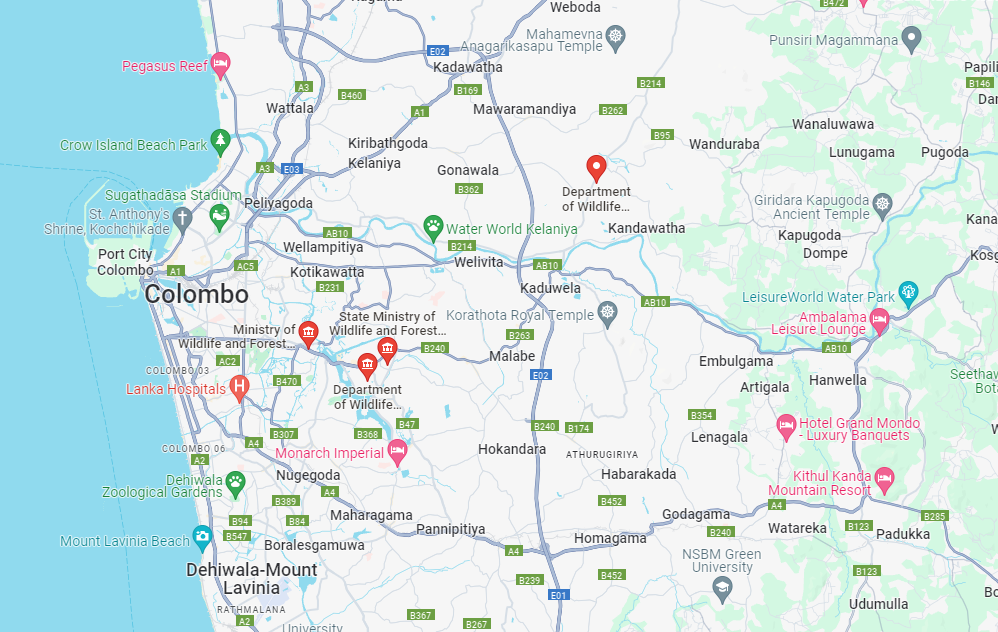 Weboda
B472
Mahamevna
Anagarikasapu Temple
Punsiri Magammana
E02
Kadawatha
Pegasus Reef
A3
B460
B169
B214
B146
Wattala
A1
Mawaramandiya
B262
Wanaluwawa
Crow Island Beach Park
Kiribathgoda
B95
Wanduraba
Lunugama
Pugoda
A3
E03
Kelaniya
Gonawala
B362
Department
of Wildlife...
Sugathadāsa Stadium
Peliyagoda
St. Anthony's
Shrine, Kochchikade
Giridara Kapugoda
Ancient Temple
AB10
Water World Kelaniya
Kandawatha
Kapugoda
Wellampitiya
B214
Dompe
Port City
Colombo
A1
AC5
Kotikawatta
Welivita
AB10
B231
Kaduwela
Colombo
AB10
LeisureWorld Water Park
State Ministry of
Wildlife and Forest...
Korathota Royal Temple
Ambalama
Leisure Lounge
Ministry of
Wildlife and Forest...
B263
B240
AB10
Malabe
AC2
Embulgama
COLOMBO 03
E02
B470
Hanwella
Lanka Hospitals
Department
of Wildlife...
Artigala
B354
B47
B240
B174
Hotel Grand Mondo
- Luxury Banquets
B307
B368
A4
Lenagala
COLOMBO 06
A2
Monarch Imperial
Hokandara
ATHURUGIRIYA
Nugegoda
Habarakada
Kithul Kanda
Mountain Resort
Dehiwala
Zoological Gardens
A4
B389
B452
A4
Maharagama
Godagama
B285
B94
B84
Pannipitiya
B240
Watareka
B123
Padukka
B547
Mount Lavinia Beach
Boralesgamuwa
A4
Homagama
NSBM Green
University
Dehiwala-Mount
Lavinia
B239
B452
B123
E01
RATHMALANA
A2
B367
B267
Udumulla
University